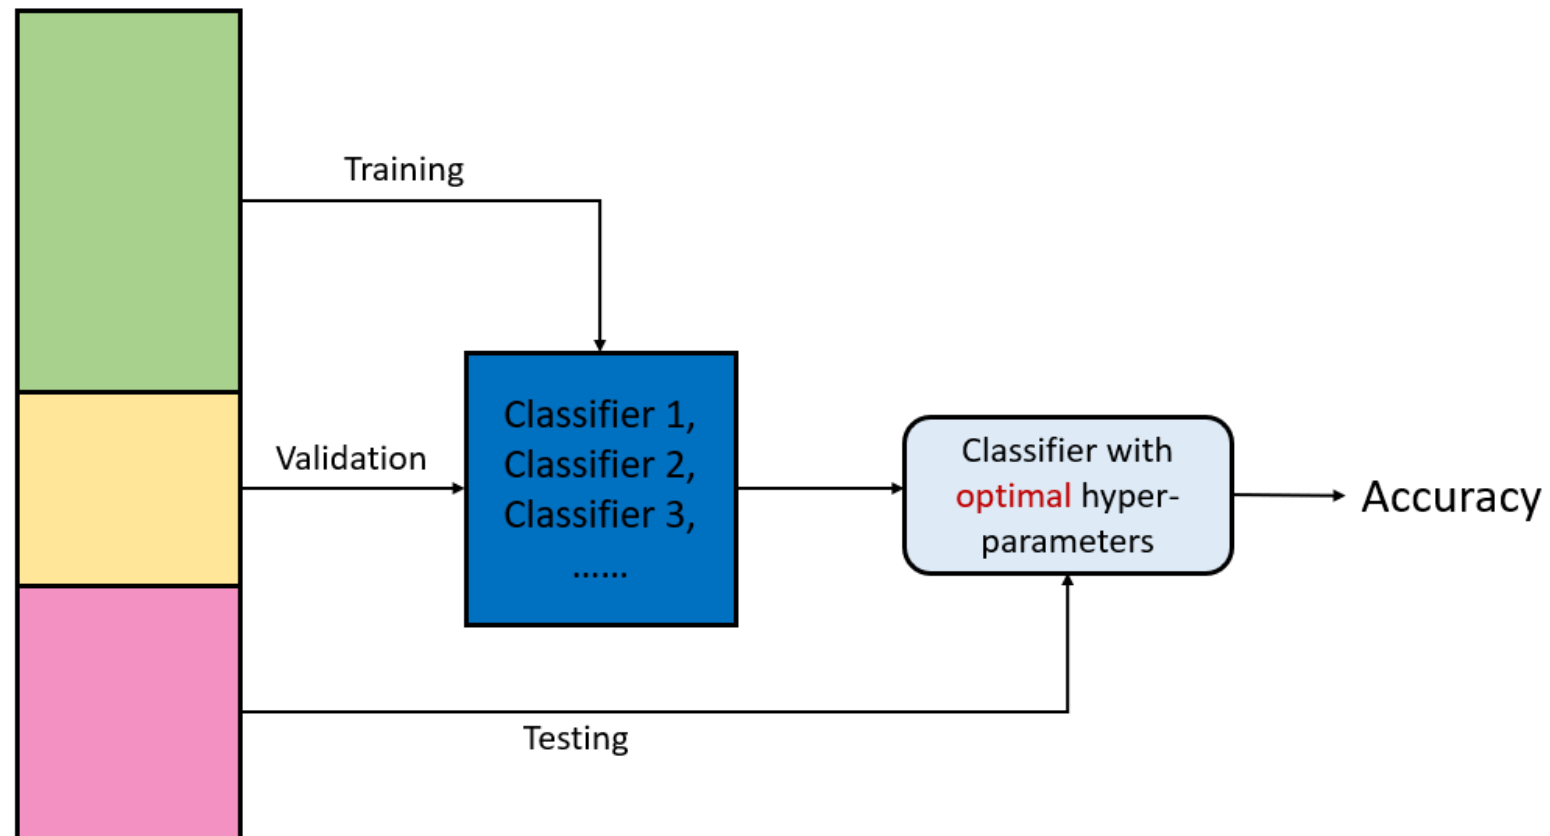 Training
Validation
Classifier 1,
Classifier 2,
Classifier 3,
......
Classifier with
optimal hyper-
parameters
Accuracy
Testing